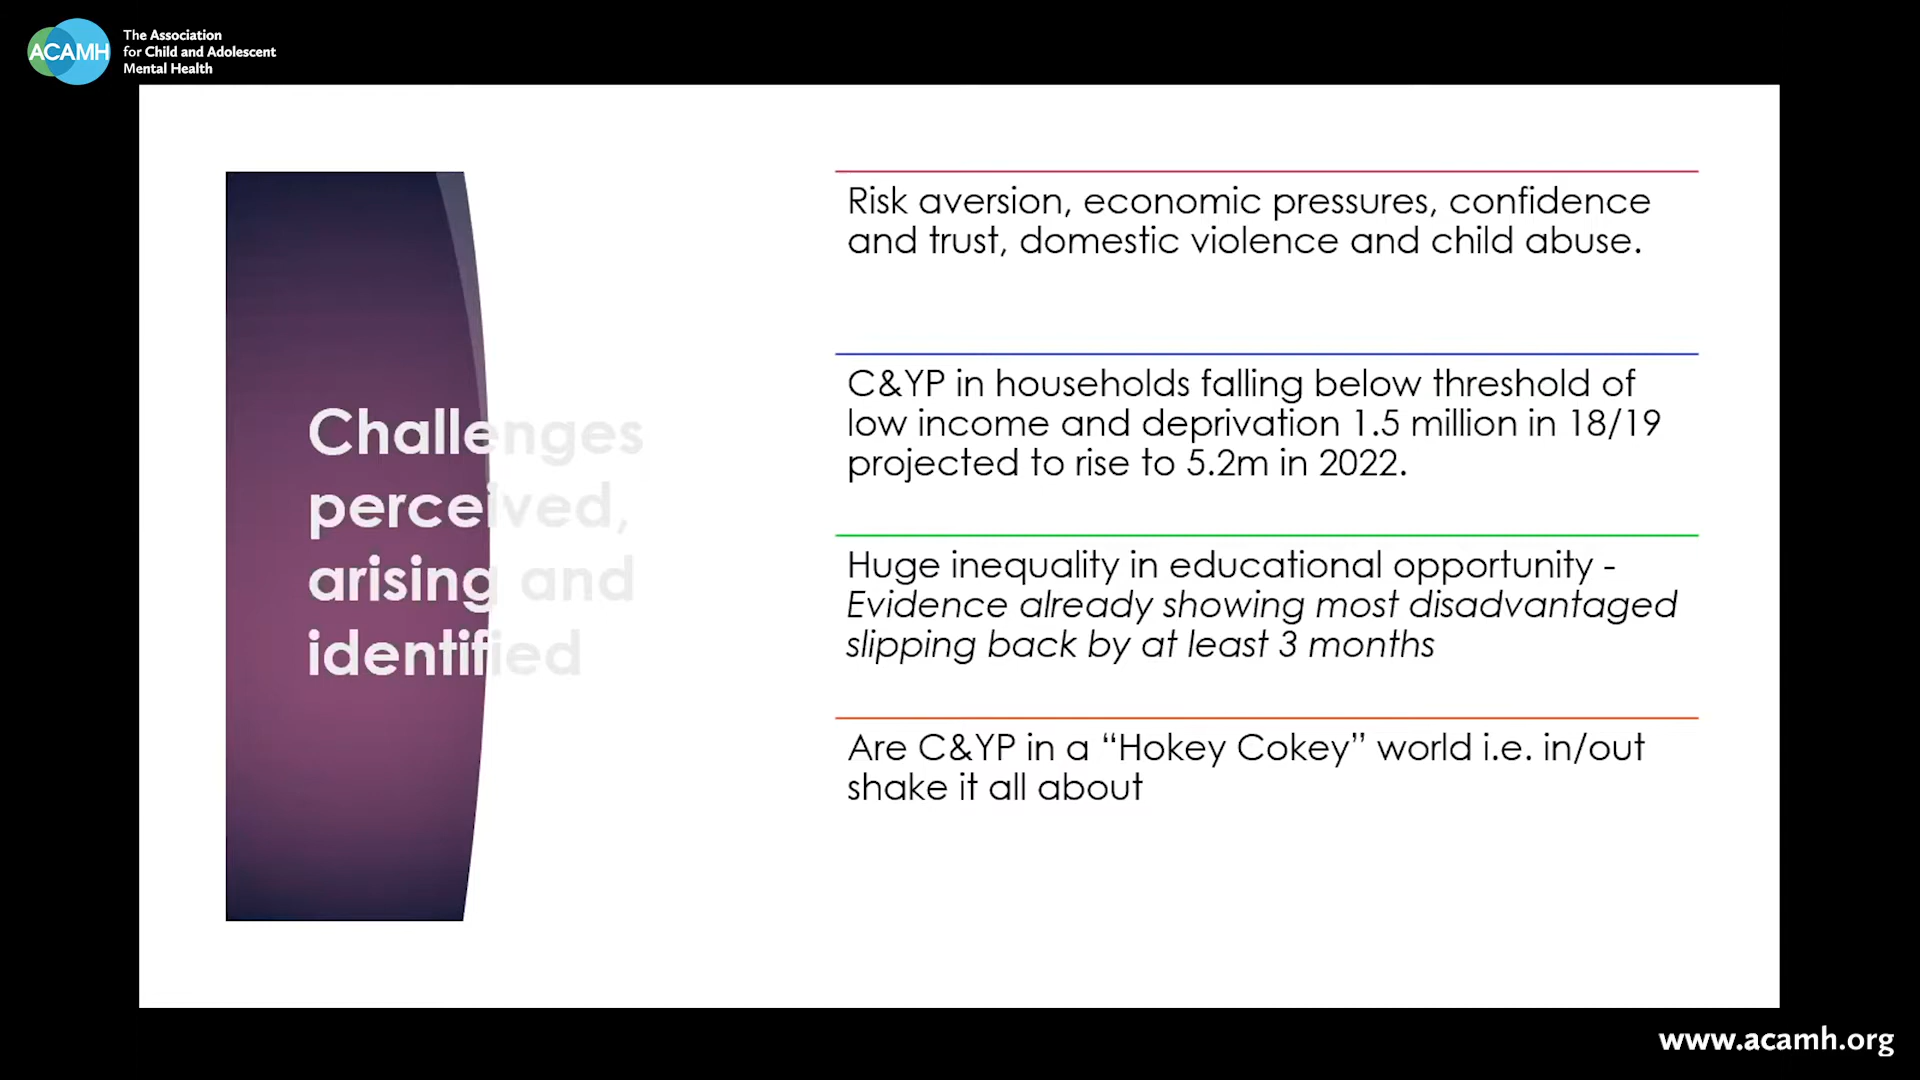 ACAMH
The Association
for Child and Adolescent
Mental Health
Challenges
perceived,
arising and
identified
Risk aversion, economic pressures, confidence
and trust, domestic violence and child abuse.
C&YP in households falling below threshold of
low income and deprivation 1.5 million in 18/19
projected to rise to 5.2m in 2022.
Huge inequality in educational opportunity -
Evidence already showing most disadvantaged
slipping back by at least 3 months
Are C&YP in a “Hokey Cokey” world i.e. in/out
shake it all about
www.acamh.org